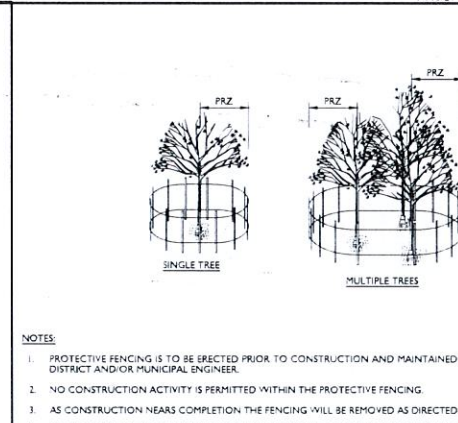 PRZ
PRZ
PRZ
SINGLE TREE
MULTIPLE TREES
NOTES:
1. PROTECTIVE FENCING IS TO BE ERECTED PRIOR TO CONSTRUCTION AND MAINTAINED
DISTRICT AND/OR MUNICIPAL ENGINEER.
2. NO CONSTRUCTION ACTIVITY IS PERMITTED WITHIN THE PROTECTIVE FENCING.
3. AS CONSTRUCTION NEARS COMPLETION THE FENCING WILL BE REMOVED AS DIRECTED